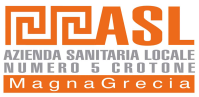 ASL
AZIENDA SANITARIA LOCALE
NUMERO 5 CROTONE
MagnaGrecia